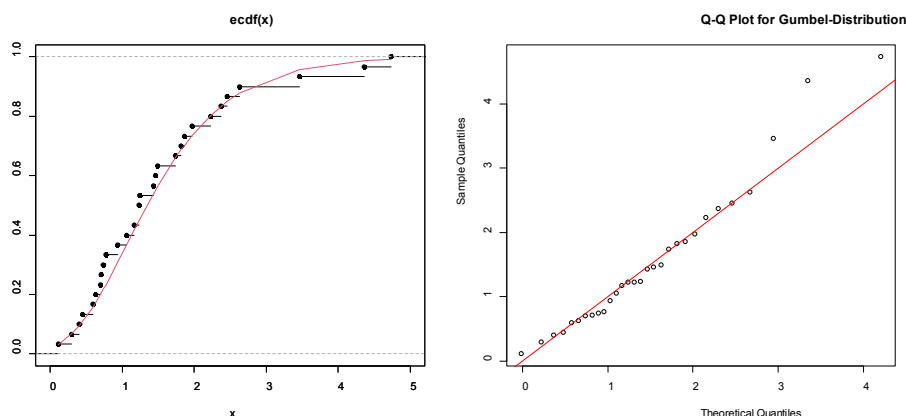 ecdf(x)
1.0
0.8
0.6
0.4
0.2
0.0
0 1 2 3 4 5
x
Q-Q Plot for Gumbel-Distribution
Sample Quantiles
4
3
2
1
0
0 1 2 3 4
Theoretical Quantiles